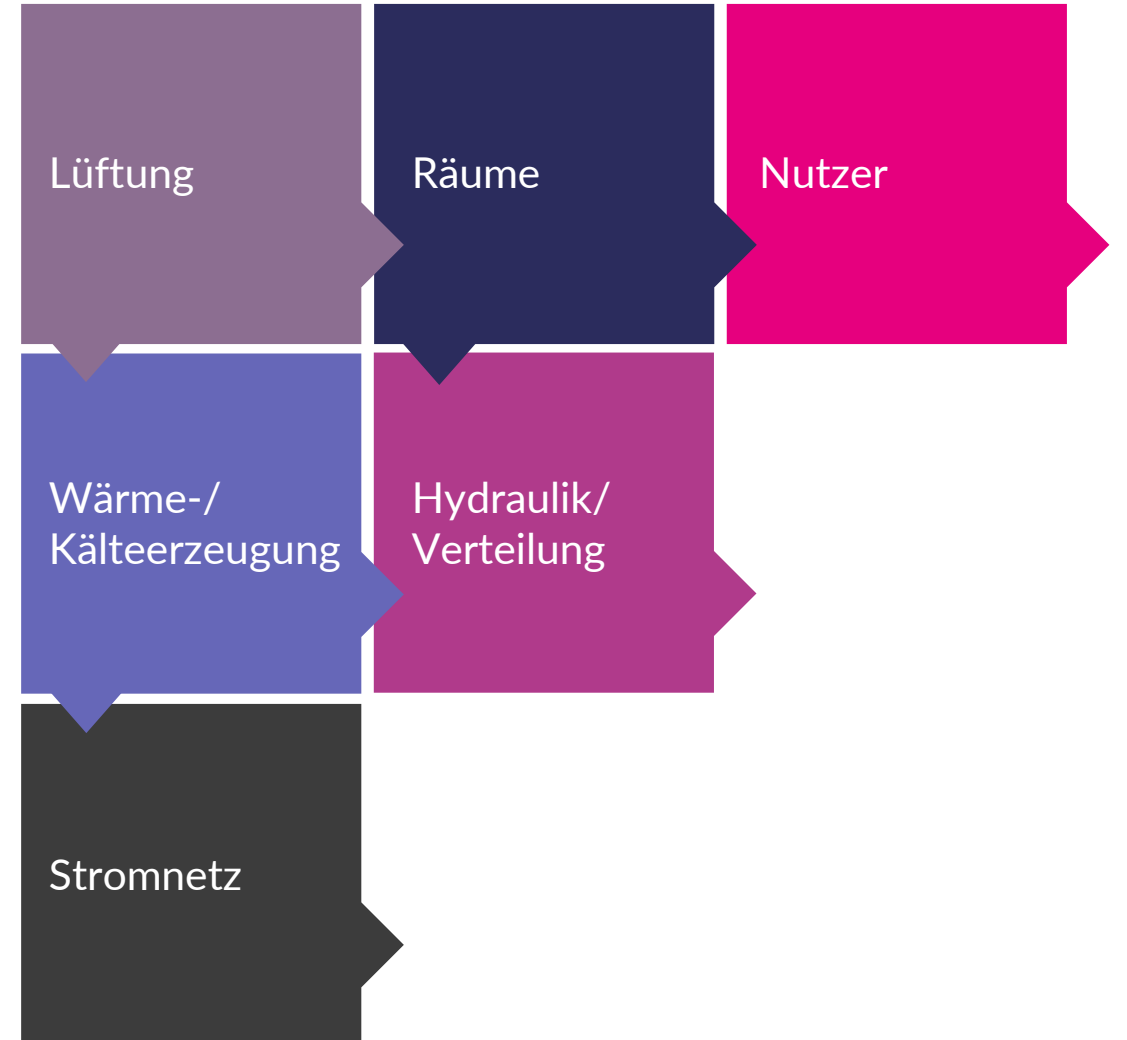 Lüftung
Räume
Nutzer
Wärme-/
Kälteerzeugung
Hydraulik/
Verteilung
Stromnetz